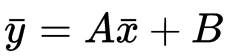 ȳ = Ax̄ + B